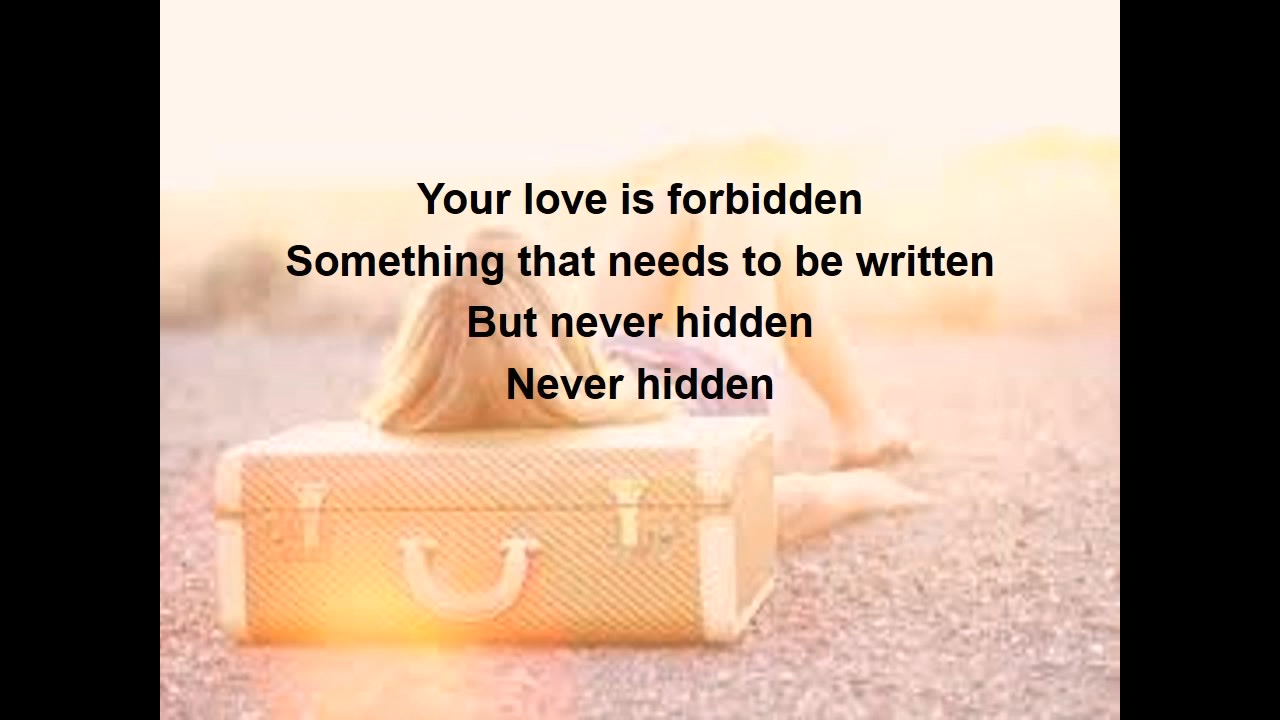 Your love is forbidden
Something that needs to be written
But never hidden
Never hidden